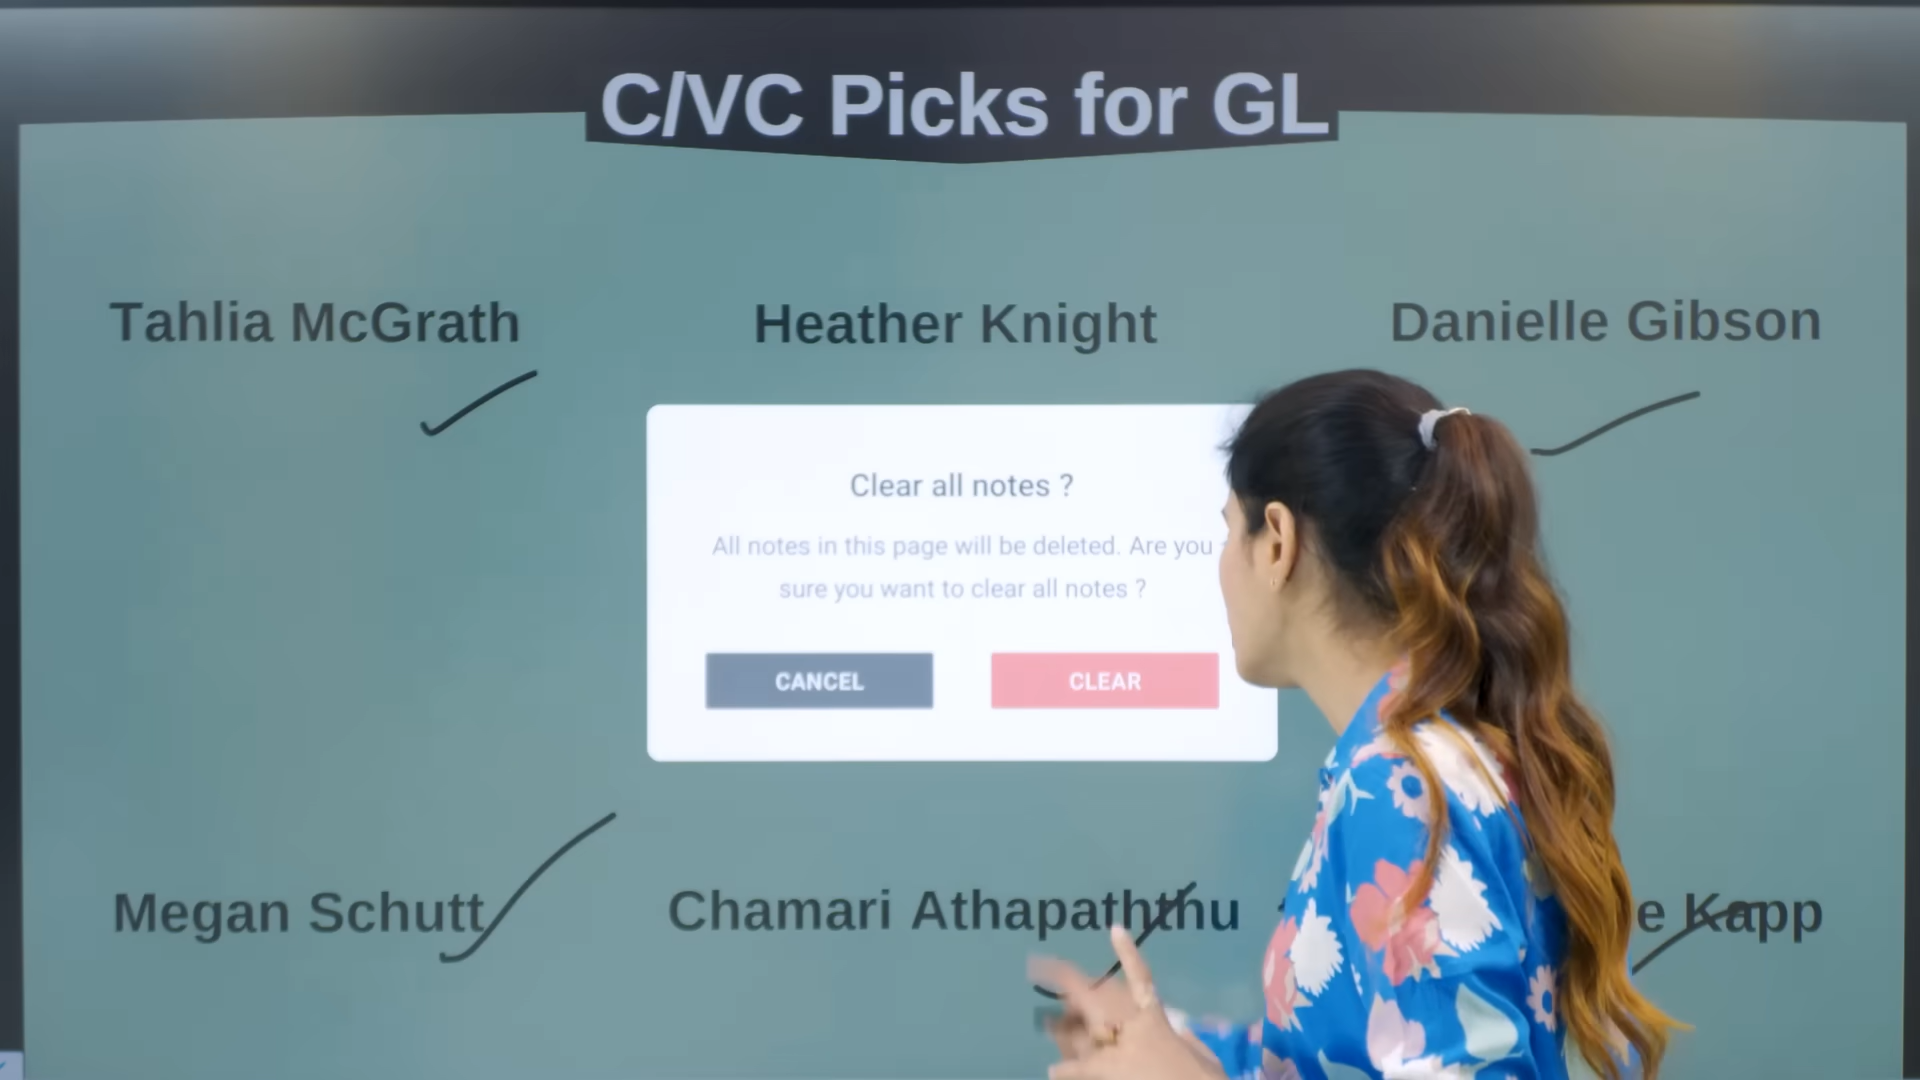 C/VC Picks for GL
Tahlia McGrath
Heather Knight
Danielle Gibson
Clear all notes ?
All notes in this page will be deleted. Are you
sure you want to clear all notes ?
CANCEL
CLEAR
Megan Schutt
Chamari Athapaththu
Kapp